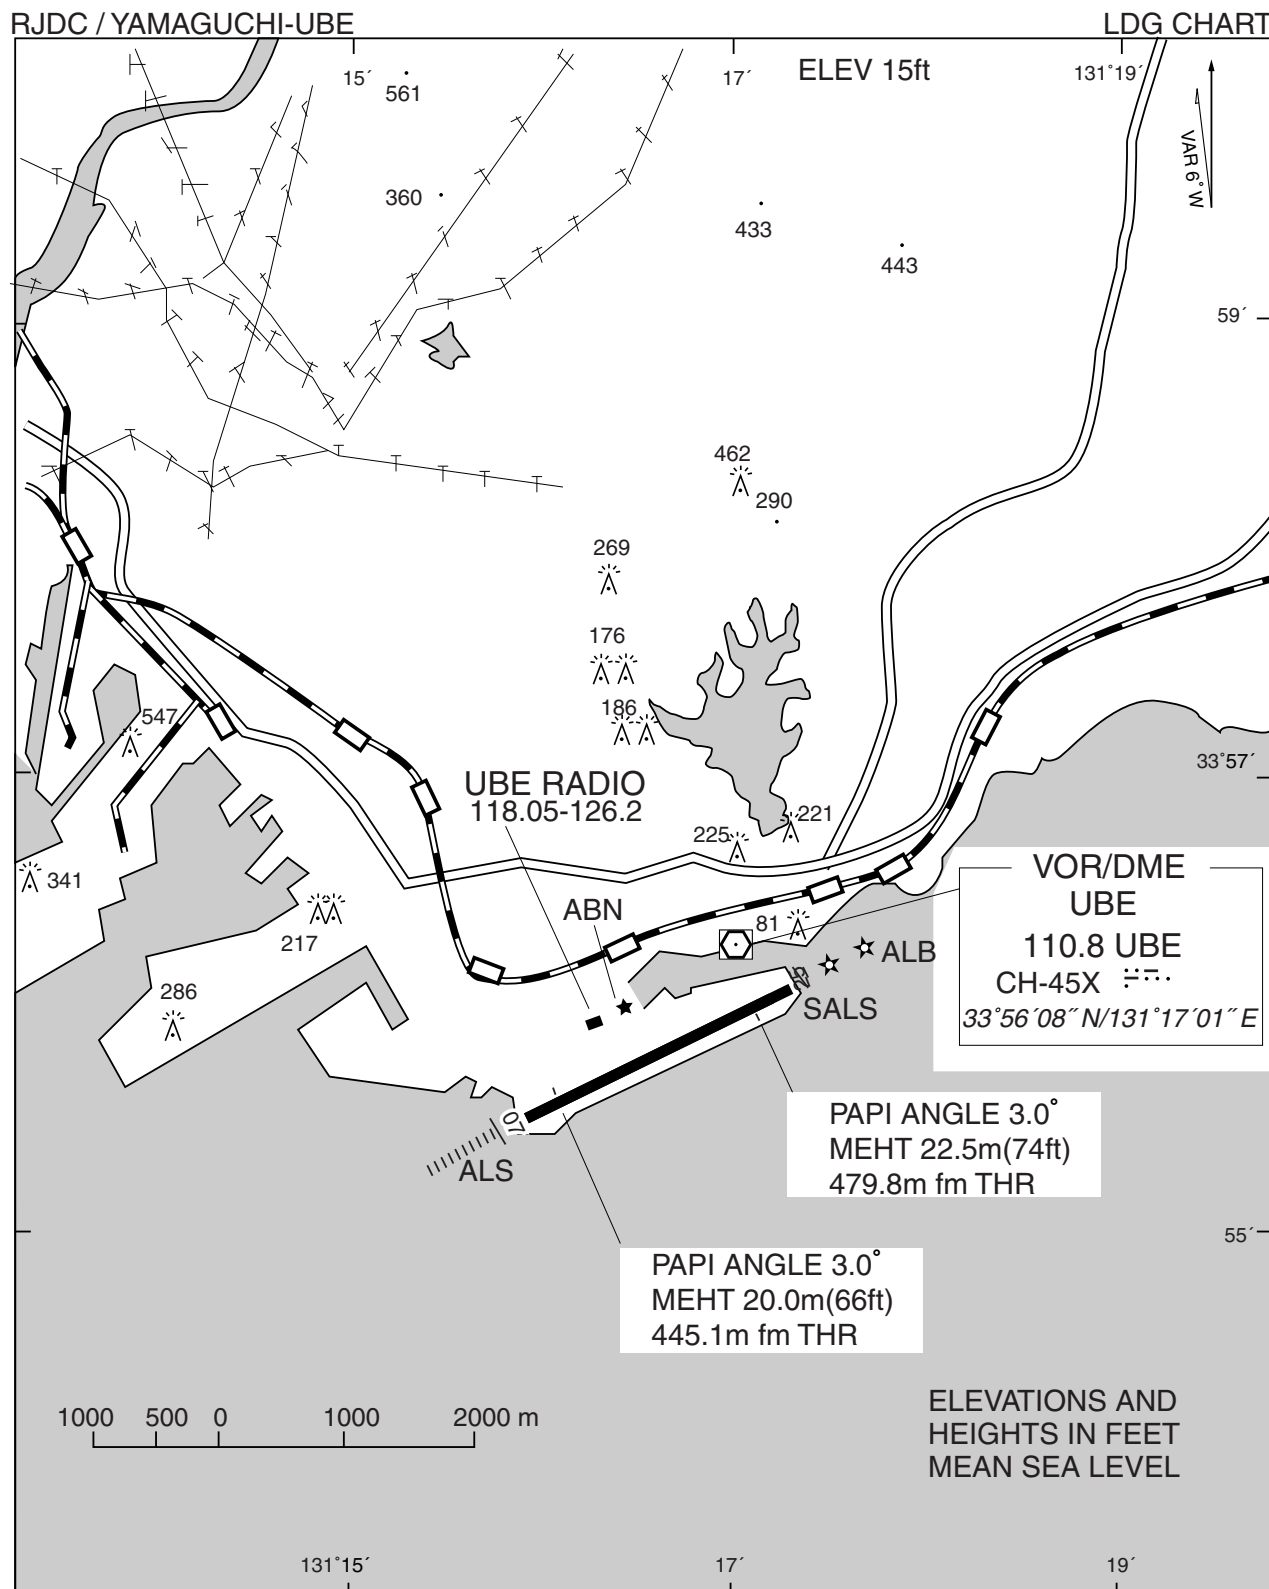 RJDC / YAMAGUCHI-UBE
LDG CHART
15´
17´
ELEV 15ft
131°19´
561
VAR 6° W
360
433
443
59´
462
290
269
176
186
547
33°57´
UBE RADIO
118.05-126.2
221
225
341
VOR/DME
UBE
110.8 UBE
CH-45X
33°56´08˝N/131°17´01˝E
ABN
81
ALB
217
286
25
SALS
07
ALS
PAPI ANGLE 3.0°
MEHT 22.5m(74ft)
479.8m fm THR
55´
PAPI ANGLE 3.0°
MEHT 20.0m(66ft)
445.1m fm THR
1000 500 0 1000 2000 m
ELEVATIONS AND
HEIGHTS IN FEET
MEAN SEA LEVEL
131°15´
17´
19´